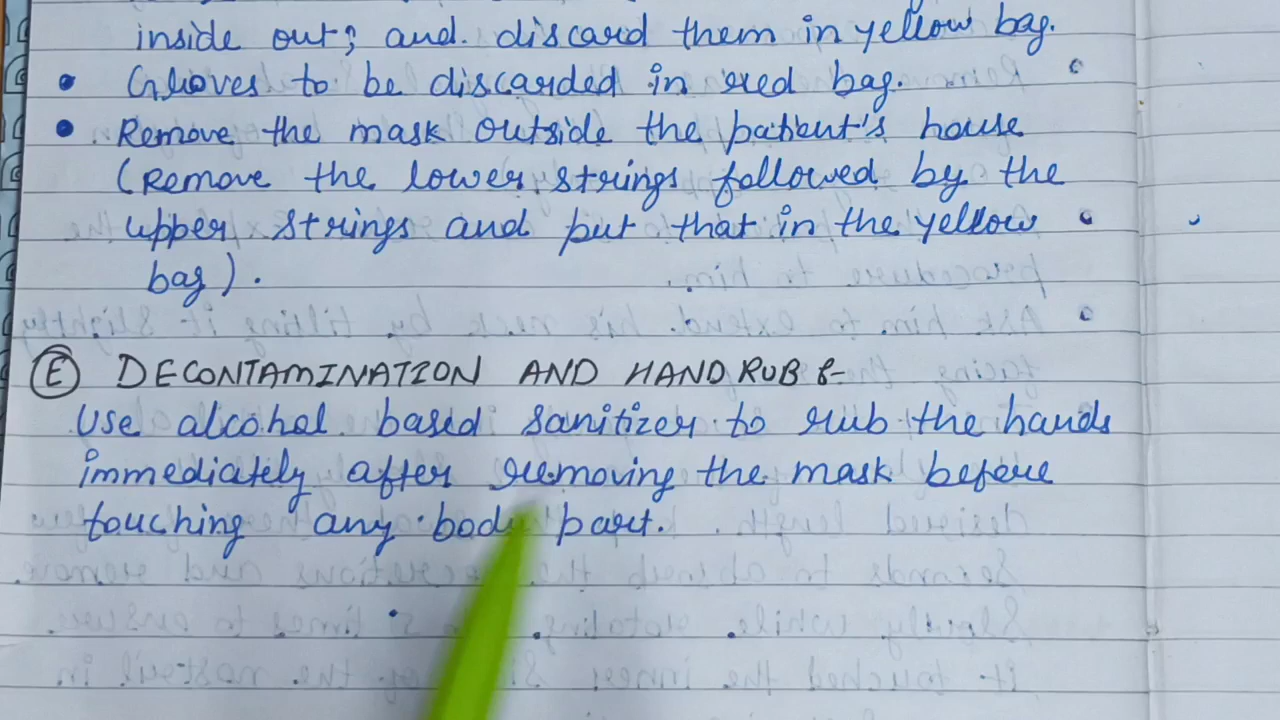 inside out; and discard them in yellow bag.
• Gloves to be discarded in red bag.
• Remove the mask outside the patient's house
(Remove the lower strings followed by the
upper strings and put that in the yellow
bag).
(E) DECONTAMINATION AND HAND RUB :-
Use alcohol based sanitizer to rub the hands
immediately after removing the mask before
touching any body part.